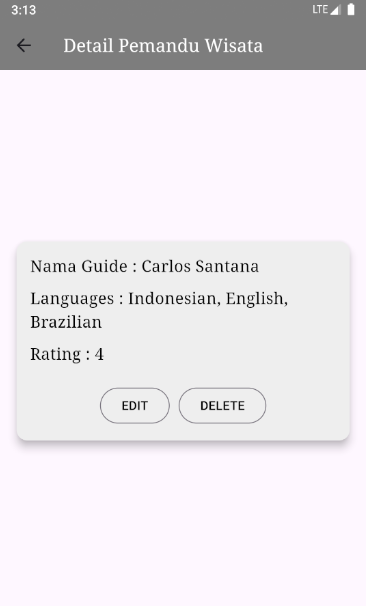 3:13
LTE
Detail Pemandu Wisata
Nama Guide : Carlos Santana
Languages : Indonesian, English,
Brazilian
Rating : 4
EDIT
DELETE